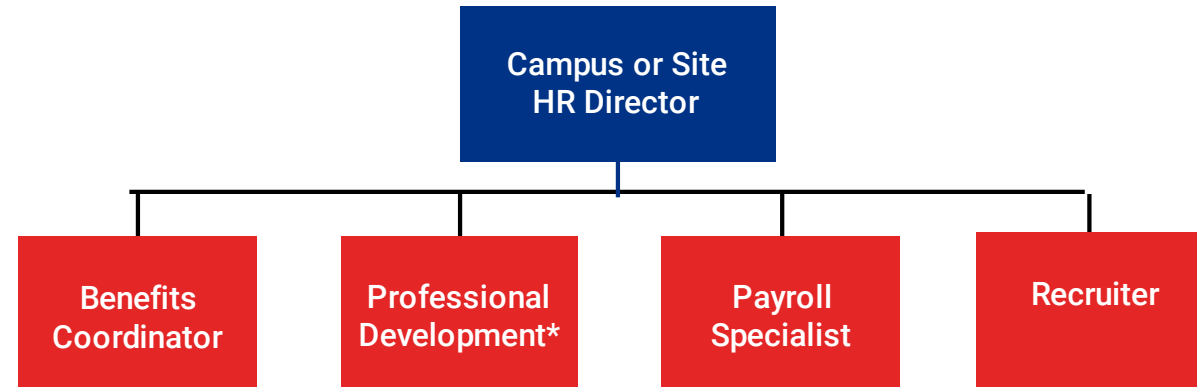 Campus or Site
HR Director
Benefits
Coordinator
Professional
Development*
Payroll
Specialist
Recruiter